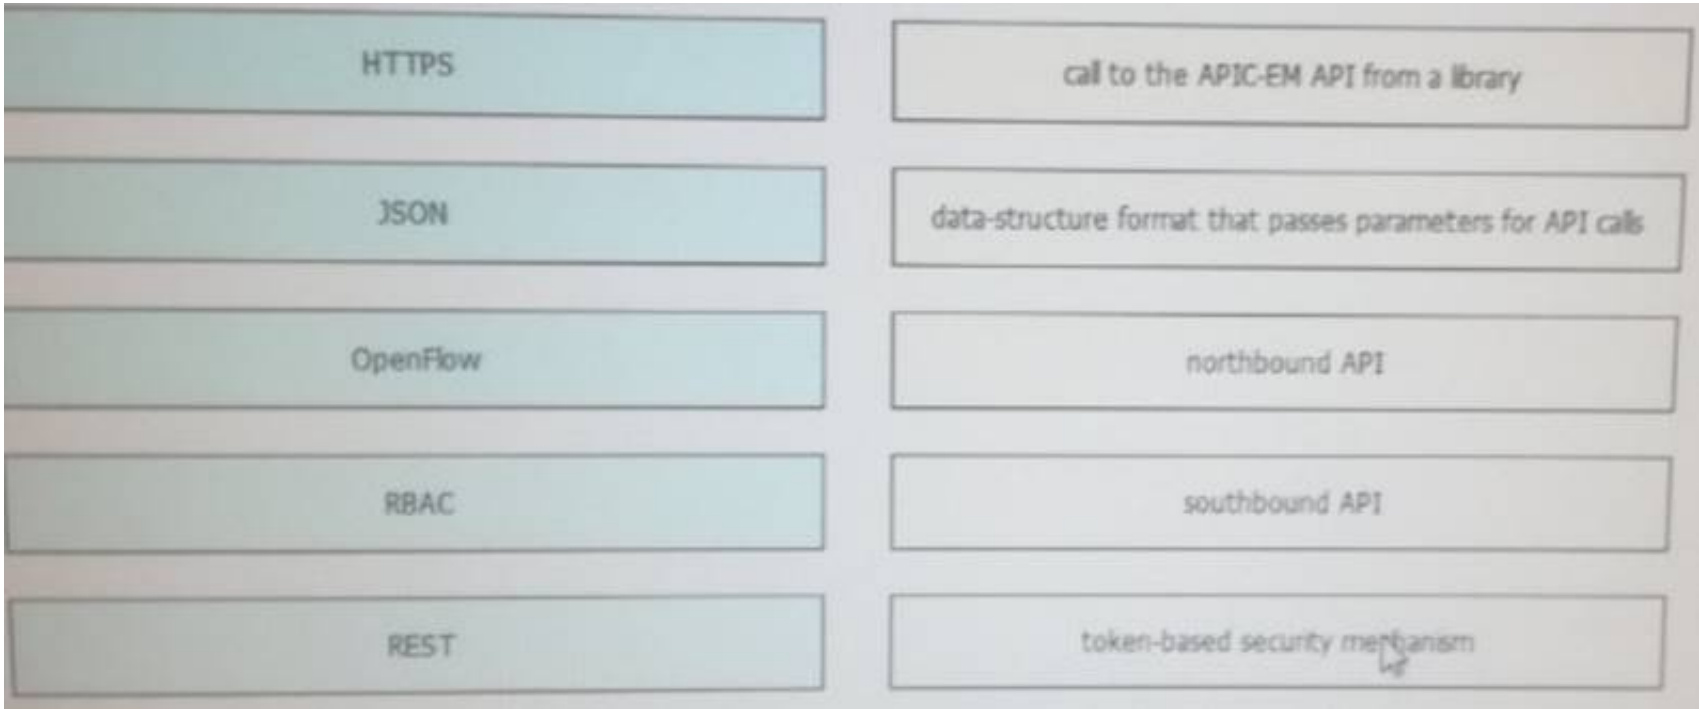 HTTPS
call to the APIC-EM API from a library
JSON
data-structure format that passes parameters for API calls
OpenFlow
northbound API
RBAC
southbound API
REST
token-based security mechanism